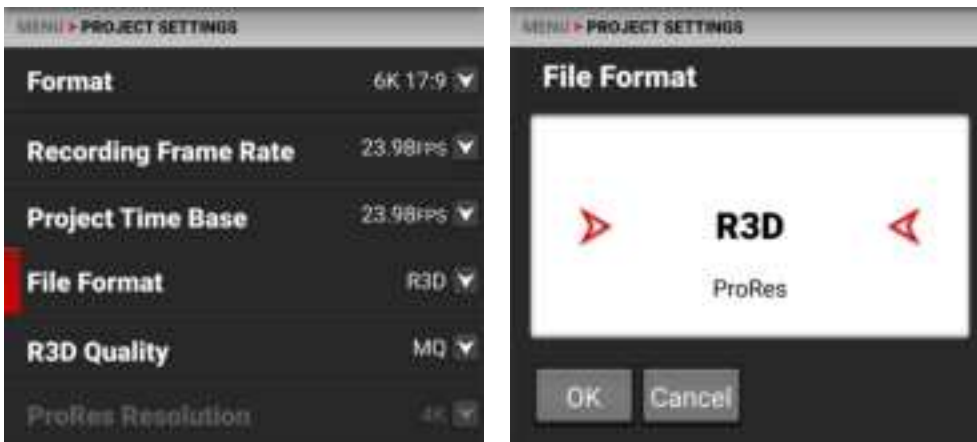 MENU ▸ PROJECT SETTINGS
Format 6K 17:9
Recording Frame Rate 23.98FPS
Project Time Base 23.98FPS
File Format R3D
R3D Quality MQ
ProRes Resolution 4K
MENU ▸ PROJECT SETTINGS
File Format
R3D
ProRes
OK Cancel